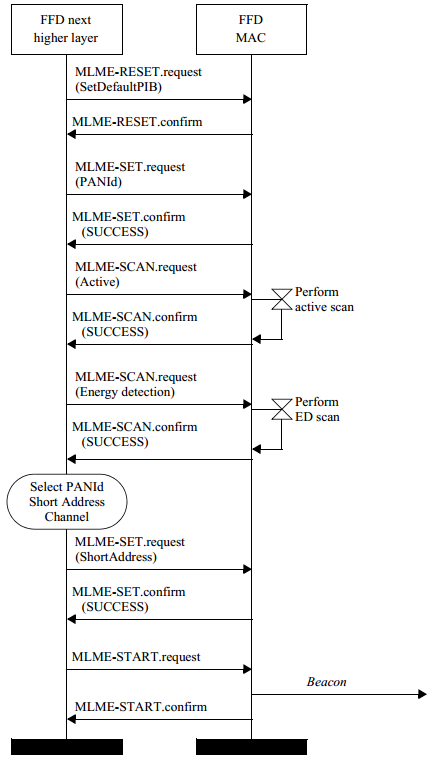 FFD next
higher layer
FFD
MAC
MLME-RESET.request
(SetDefaultPIB)
MLME-RESET.confirm
MLME-SET.request
(PANId)
MLME-SET.confirm
(SUCCESS)
MLME-SCAN.request
(Active)
Perform
active scan
MLME-SCAN.confirm
(SUCCESS)
MLME-SCAN.request
(Energy detection)
Perform
ED scan
MLME-SCAN.confirm
(SUCCESS)
Select PANId
Short Address
Channel
MLME-SET.request
(ShortAddress)
MLME-SET.confirm
(SUCCESS)
MLME-START.request
Beacon
MLME-START.confirm